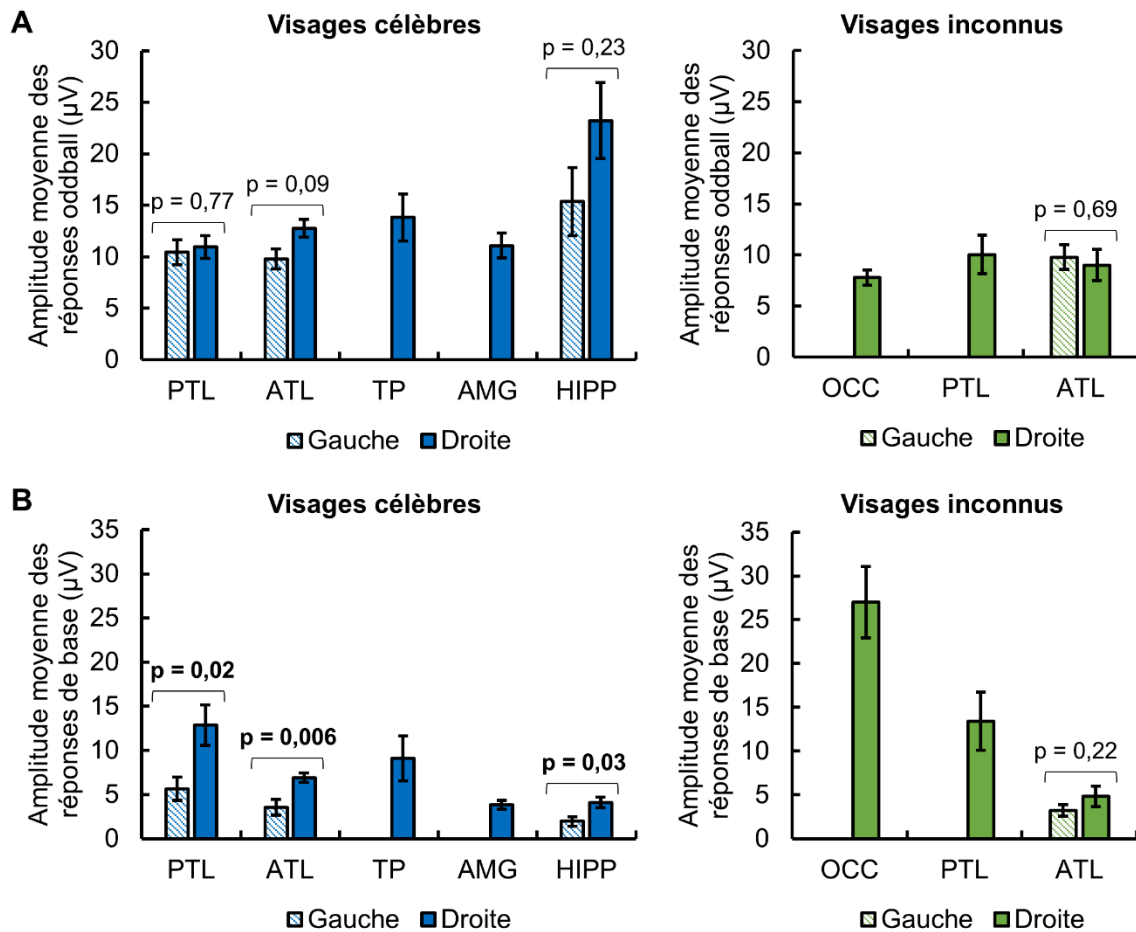 A
Visages célèbres
Amplitude moyenne des
réponses oddball (µV)
30
25
20
15
10
5
0
p = 0,77
p = 0,09
p = 0,23
PTL ATL TP AMG HIPP
Gauche Droite
Visages inconnus
Amplitude moyenne des
réponses oddball (µV)
30
25
20
15
10
5
0
p = 0,69
OCC PTL ATL
Gauche Droite
B
Visages célèbres
Amplitude moyenne des
réponses de base (µV)
35
30
25
20
15
10
5
0
p = 0,02
p = 0,006
p = 0,03
PTL ATL TP AMG HIPP
Gauche Droite
Visages inconnus
Amplitude moyenne des
réponses de base (µV)
35
30
25
20
15
10
5
0
p = 0,22
OCC PTL ATL
Gauche Droite